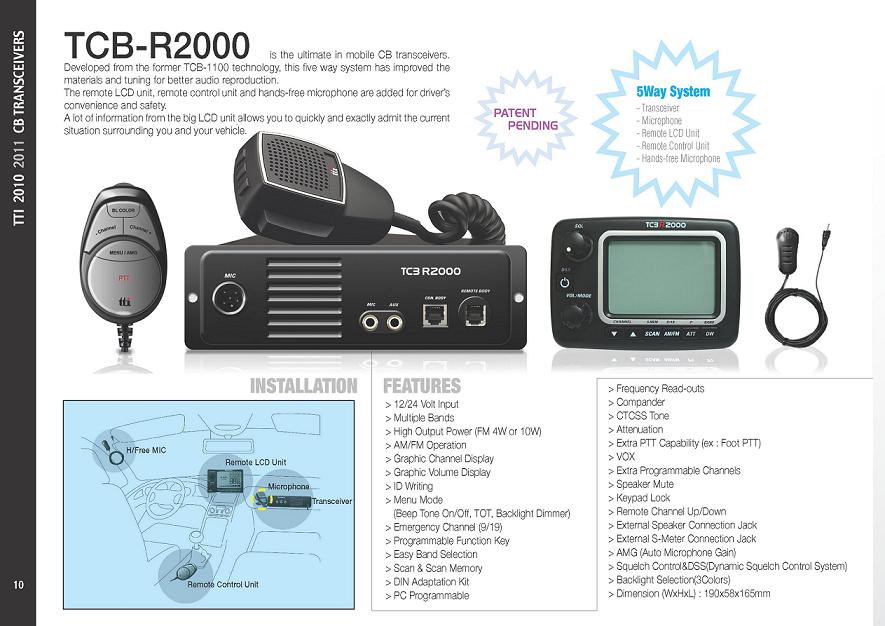 TTI 2010 2011 CB TRANSCEIVERS
TCB-R2000 is the ultimate in mobile CB transceivers.
Developed from the former TCB-1100 technology, this five way system has improved the
materials and tuning for better audio reproduction.
The remote LCD unit, remote control unit and hands-free microphone are added for driver's
convenience and safety.
A lot of information from the big LCD unit allows you to quickly and exactly admit the current
situation surrounding you and your vehicle.
PATENT
PENDING
5Way System
- Transceiver
- Microphone
- Remote LCD Unit
- Remote Control Unit
- Hands-free Microphone
BL COLOR
- Channel
Channel +
MENU / AMG
PTT
tti
tti
MIC
TCB R2000
MIC
AUX
CON. BODY
REMOTE BODY
SQL
TCB R2000
VOL/MODE
CHANNEL
▼ ▲ SCAN AM/FM ATT DW
INSTALLATION
H/Free MIC
Remote LCD Unit
Microphone
Transceiver
Remote Control Unit
FEATURES
> 12/24 Volt Input
> Multiple Bands
> High Output Power (FM 4W or 10W)
> AM/FM Operation
> Graphic Channel Display
> Graphic Volume Display
> ID Writing
> Menu Mode
(Beep Tone On/Off, TOT, Backlight Dimmer)
> Emergency Channel (9/19)
> Programmable Function Key
> Easy Band Selection
> Scan & Scan Memory
> DIN Adaptation Kit
> PC Programmable
> Frequency Read-outs
> Compander
> CTCSS Tone
> Attenuation
> Extra PTT Capability (ex : Foot PTT)
> VOX
> Extra Programmable Channels
> Speaker Mute
> Keypad Lock
> Remote Channel Up/Down
> External Speaker Connection Jack
> External S-Meter Connection Jack
> AMG (Auto Microphone Gain)
> Squelch Control&DSS(Dynamic Squelch Control System)
> Backlight Selection(3Colors)
> Dimension (WxHxL) : 190x58x165mm
10